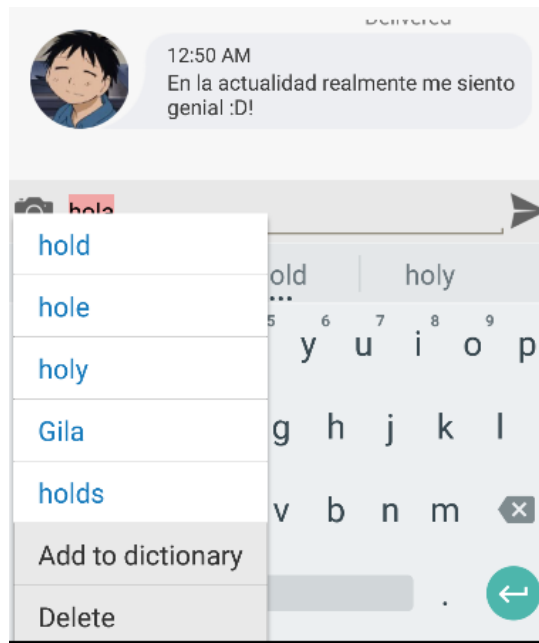 Delivered
12:50 AM
En la actualidad realmente me siento
genial :D!
hola
hold
old holy
hole
5 6 7 8 9
y u i o p
holy
Gila
g h j k l
holds
v b n m
Add to dictionary
.
Delete